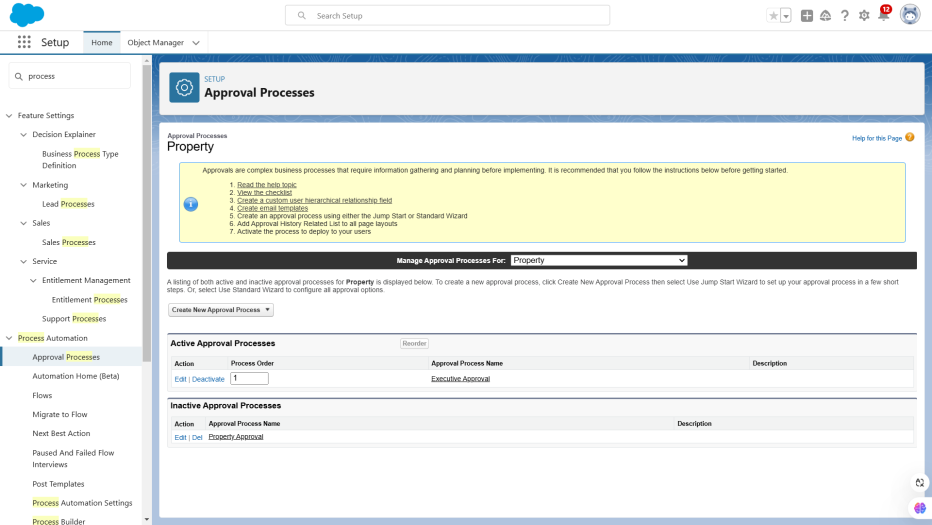 Search Setup
12
Setup
Home
Object Manager
process
Feature Settings
Decision Explainer
Business Process Type
Definition
Marketing
Lead Processes
Sales
Sales Processes
Service
Entitlement Management
Entitlement Processes
Support Processes
Process Automation
Approval Processes
Automation Home (Beta)
Flows
Migrate to Flow
Next Best Action
Paused And Failed Flow
Interviews
Post Templates
Process Automation Settings
Process Builder
SETUP
Approval Processes
Approval Processes
Property
Help for this Page
Approvals are complex business processes that require information gathering and planning before implementing. It is recommended that you follow the instructions below before getting started.
1. Read the help topic
2. View the checklist
3. Create a custom user hierarchical relationship field
4. Create email templates
5. Create an approval process using either the Jump Start or Standard Wizard
6. Add Approval History Related List to all page layouts
7. Activate the process to deploy to your users
Manage Approval Processes For: Property
A listing of both active and inactive approval processes for Property is displayed below. To create a new approval process, click Create New Approval Process then select Use Jump Start Wizard to set up your approval process in a few short
steps. Or, select Use Standard Wizard to configure all approval options.
Create New Approval Process
Active Approval Processes Reorder
Action Process Order Approval Process Name Description
Edit | Deactivate 1 Executive Approval
Inactive Approval Processes
Action Approval Process Name Description
Edit | Del Property Approval